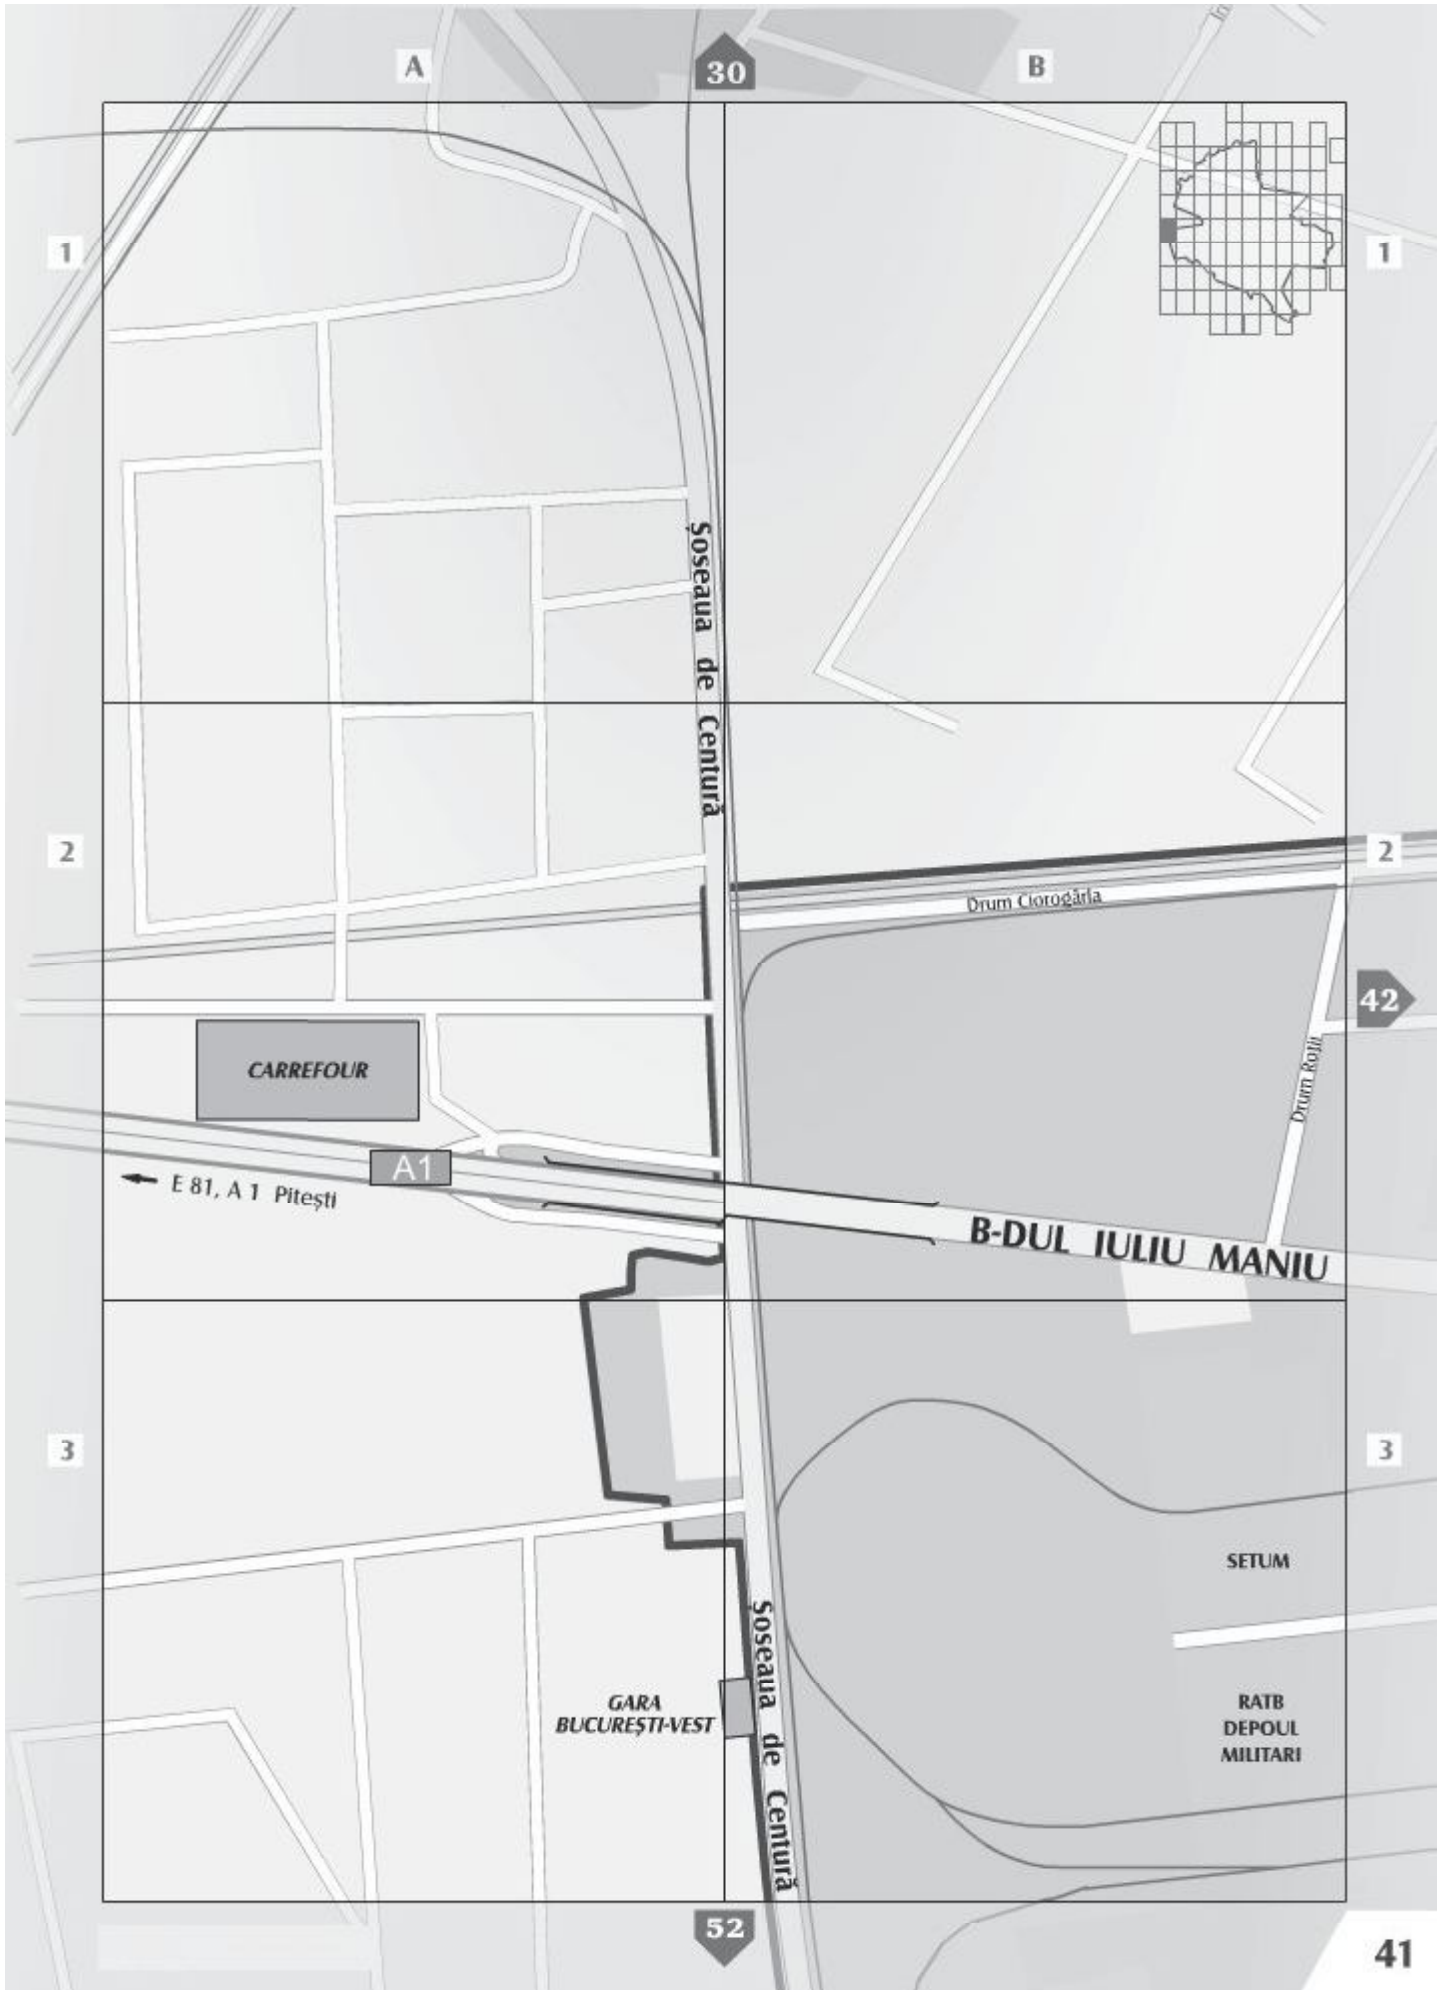 A
30
B
1
1
Șoseaua de Centură
2
2
Drum Ciorogârla
42
CARREFOUR
Drum Roții
A1
E 81, A 1 Pitești
B-DUL IULIU MANIU
3
3
SETUM
Șoseaua de Centură
GARA
BUCUREȘTI-VEST
RATB
DEPOUL
MILITARI
52
41